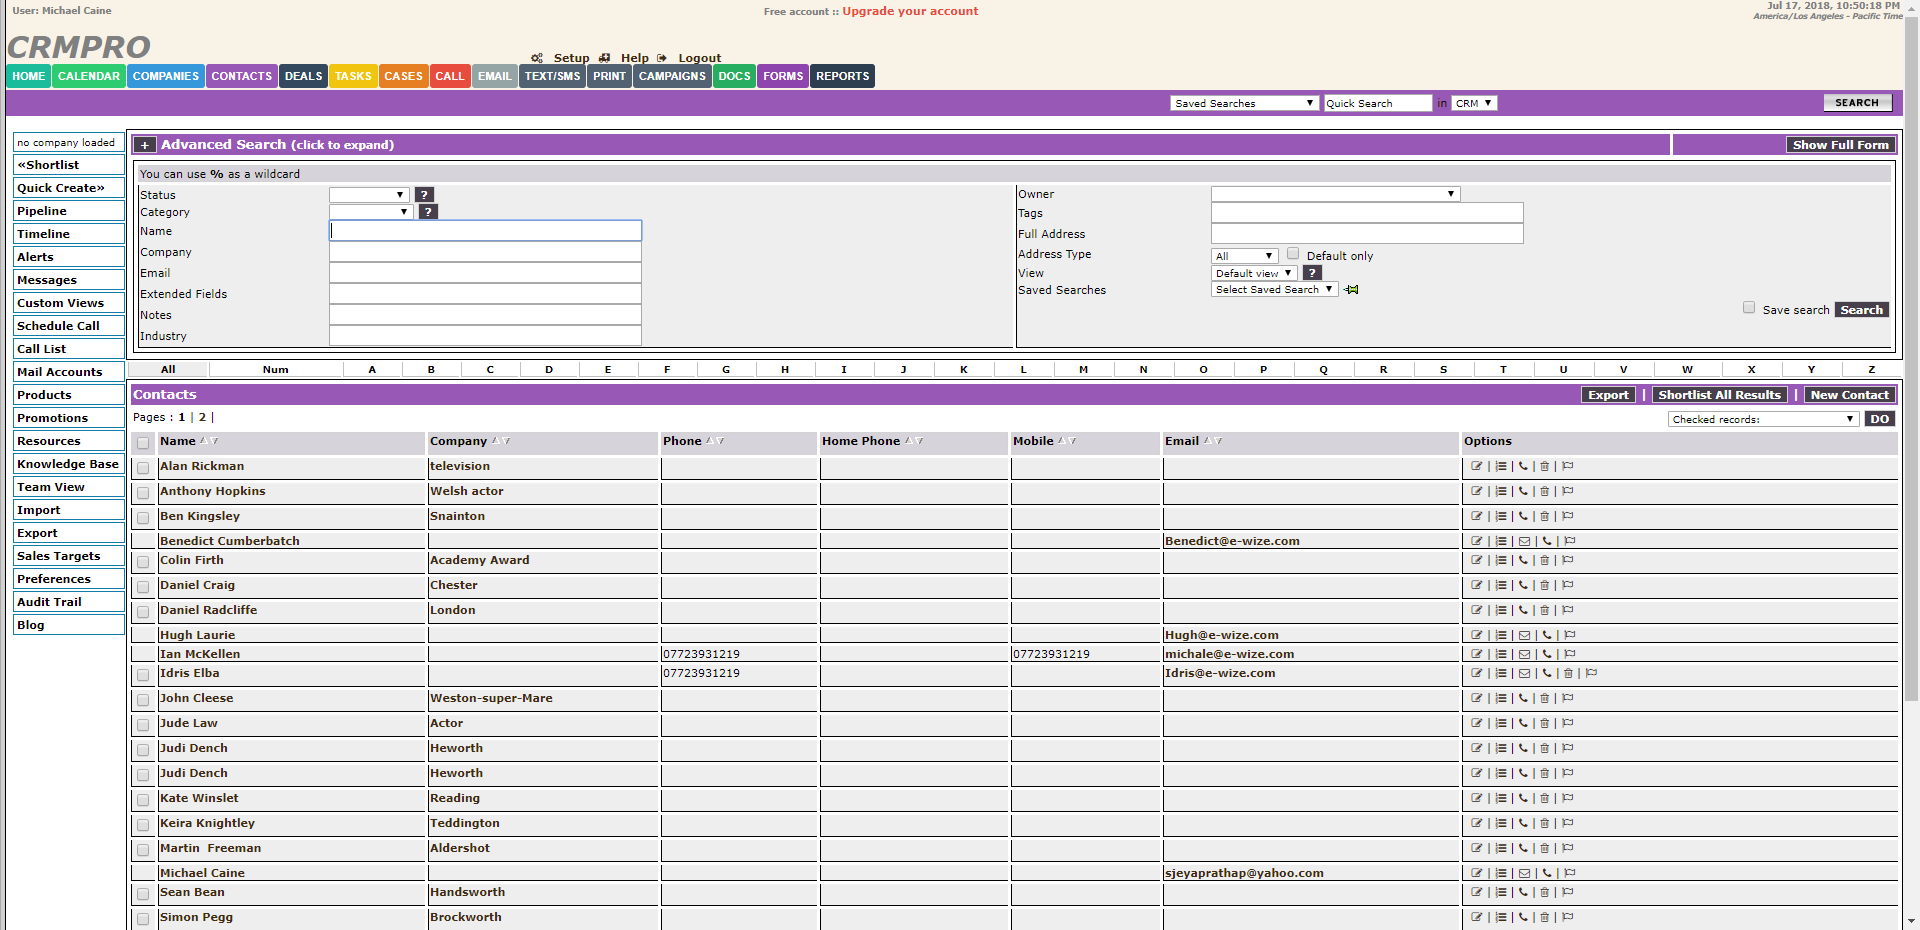 User: Michael Caine
Free account :: Upgrade your account
Jul 17, 2018, 10:50:18 PM
America/Los Angeles - Pacific Time
CRMPRO
Setup Help Logout
HOME CALENDAR COMPANIES CONTACTS DEALS TASKS CASES CALL EMAIL TEXT/SMS PRINT CAMPAIGNS DOCS FORMS REPORTS
Saved Searches Quick Search in CRM SEARCH
no company loaded
«Shortlist
Quick Create»
Pipeline
Timeline
Alerts
Messages
Custom Views
Schedule Call
Call List
Mail Accounts
Products
Promotions
Resources
Knowledge Base
Team View
Import
Export
Sales Targets
Preferences
Audit Trail
Blog
+ Advanced Search (click to expand) Show Full Form
You can use % as a wildcard
Status ?
Category ?
Name
Company
Email
Extended Fields
Notes
Industry
Owner
Tags
Full Address
Address Type All Default only
View Default view ?
Saved Searches Select Saved Search
Save search Search
All Num A B C D E F G H I J K L M N O P Q R S T U V W X Y Z
Contacts Export | Shortlist All Results | New Contact
Pages : 1 | 2 |
Checked records: DO
Name Company Phone Home Phone Mobile Email Options
Alan Rickman television
Anthony Hopkins Welsh actor
Ben Kingsley Snainton
Benedict Cumberbatch Benedict@e-wize.com
Colin Firth Academy Award
Daniel Craig Chester
Daniel Radcliffe London
Hugh Laurie Hugh@e-wize.com
Ian McKellen 07723931219 07723931219 michale@e-wize.com
Idris Elba 07723931219 Idris@e-wize.com
John Cleese Weston-super-Mare
Jude Law Actor
Judi Dench Heworth
Judi Dench Heworth
Kate Winslet Reading
Keira Knightley Teddington
Martin  Freeman Aldershot
Michael Caine sjeyaprathap@yahoo.com
Sean Bean Handsworth
Simon Pegg Brockworth